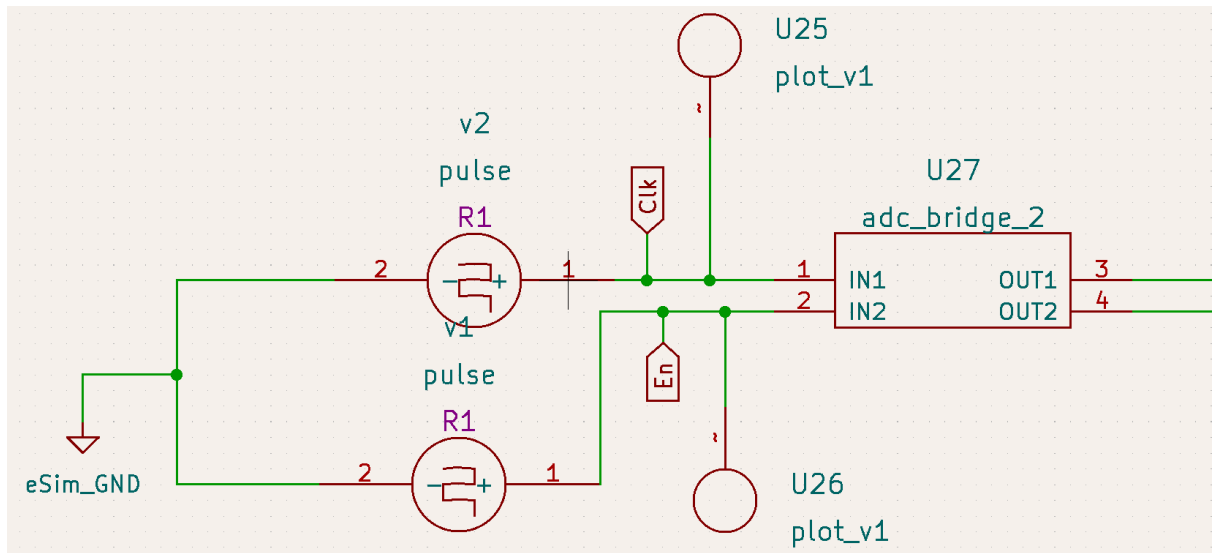 U25
plot_v1
~
v2
pulse
R1
Clk
U27
adc_bridge_2
2
- +
1
1
IN1
OUT1
3
2
IN2
OUT2
4
v1
pulse
En
R1
~
2
- +
1
eSim_GND
U26
plot_v1